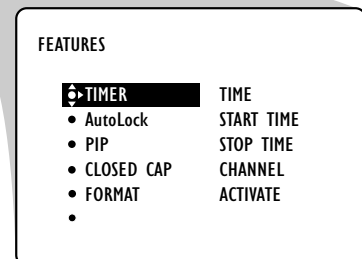 FEATURES
TIMER TIME
AutoLock START TIME
PIP STOP TIME
CLOSED CAP CHANNEL
FORMAT ACTIVATE